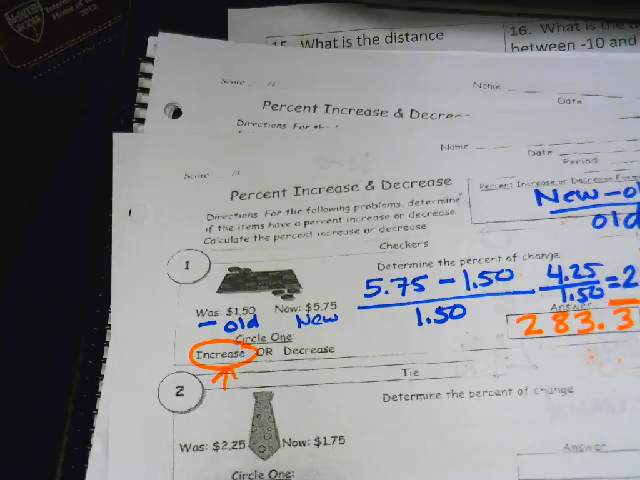 2012
15. What is the distance
16. What is the
between -10 and
Score /1
Name
Percent Increase & Decre
Date
Directions For th
Name
Score /1
Date
Period
Percent Increase & Decrease
Percent Increase or Decrease Form
Directions For the following problems, determine
if the items have a percent increase or decrease
Calculate the percent increase or decrease
New - ol
old
Checkers
1
Determine the percent of change
5.75 - 1.50
1.50
4.25
1.50
= 2
Was: $1.50 Now: $5.75
- old New
Answer
283.3
Circle One:
Increase OR Decrease
Tie
2
Determine the percent of change
Was: $2.25 Now: $1.75
Answer
Circle One: